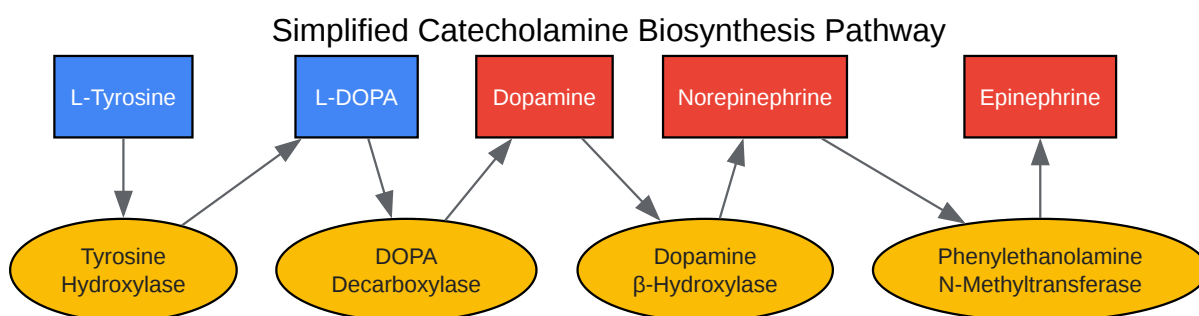 Simplified Catecholamine Biosynthesis Pathway
L-Tyrosine
L-DOPA
Dopamine
Norepinephrine
Epinephrine
Tyrosine
Hydroxylase
DOPA
Decarboxylase
Dopamine
β-Hydroxylase
Phenylethanolamine
N-Methyltransferase